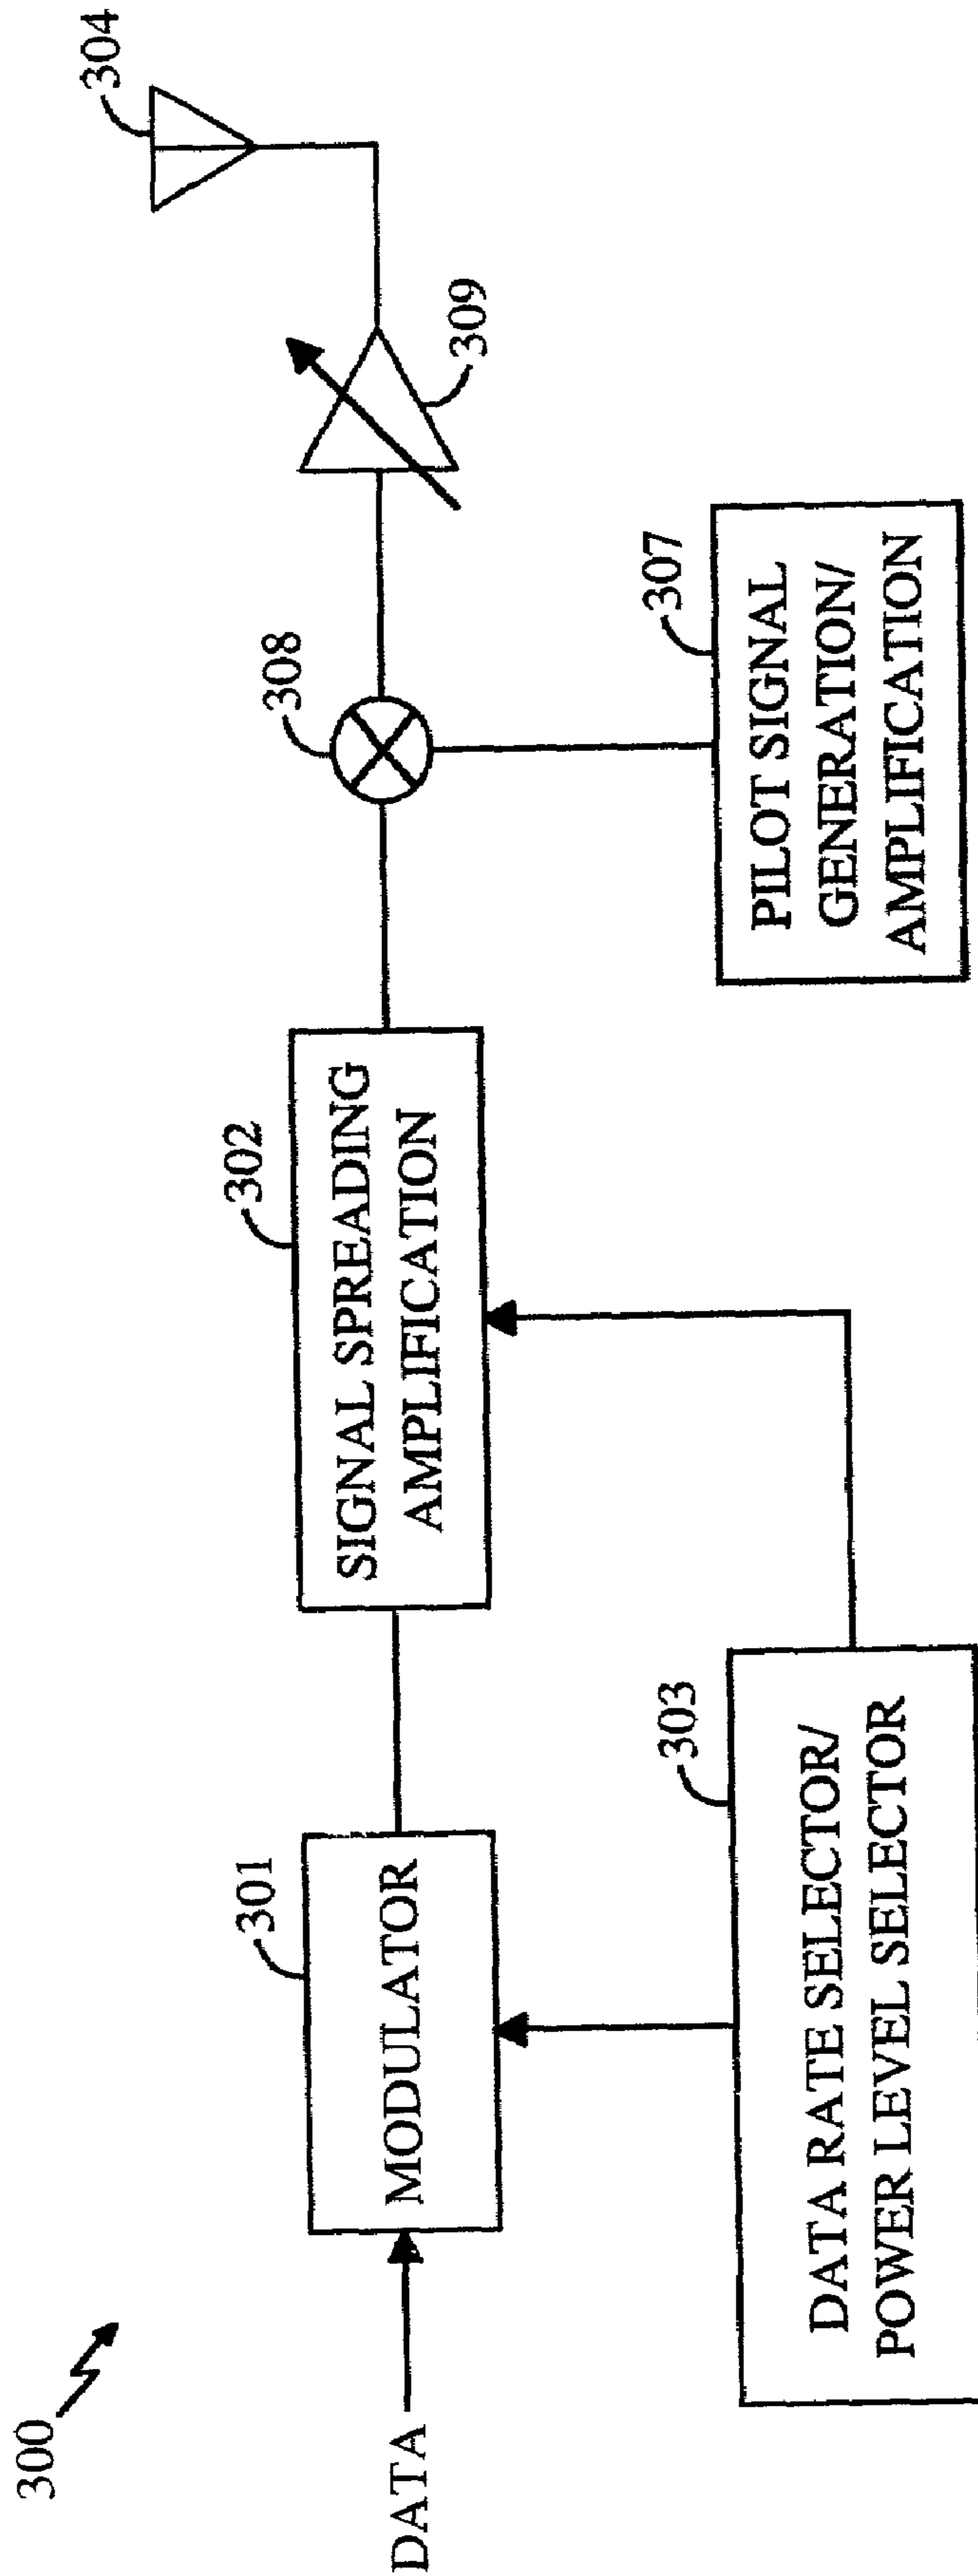 300
DATA
301
MODULATOR
302
SIGNAL SPREADING
AMPLIFICATION
303
DATA RATE SELECTOR/
POWER LEVEL SELECTOR
308
307
PILOT SIGNAL
GENERATION/
AMPLIFICATION
309
304